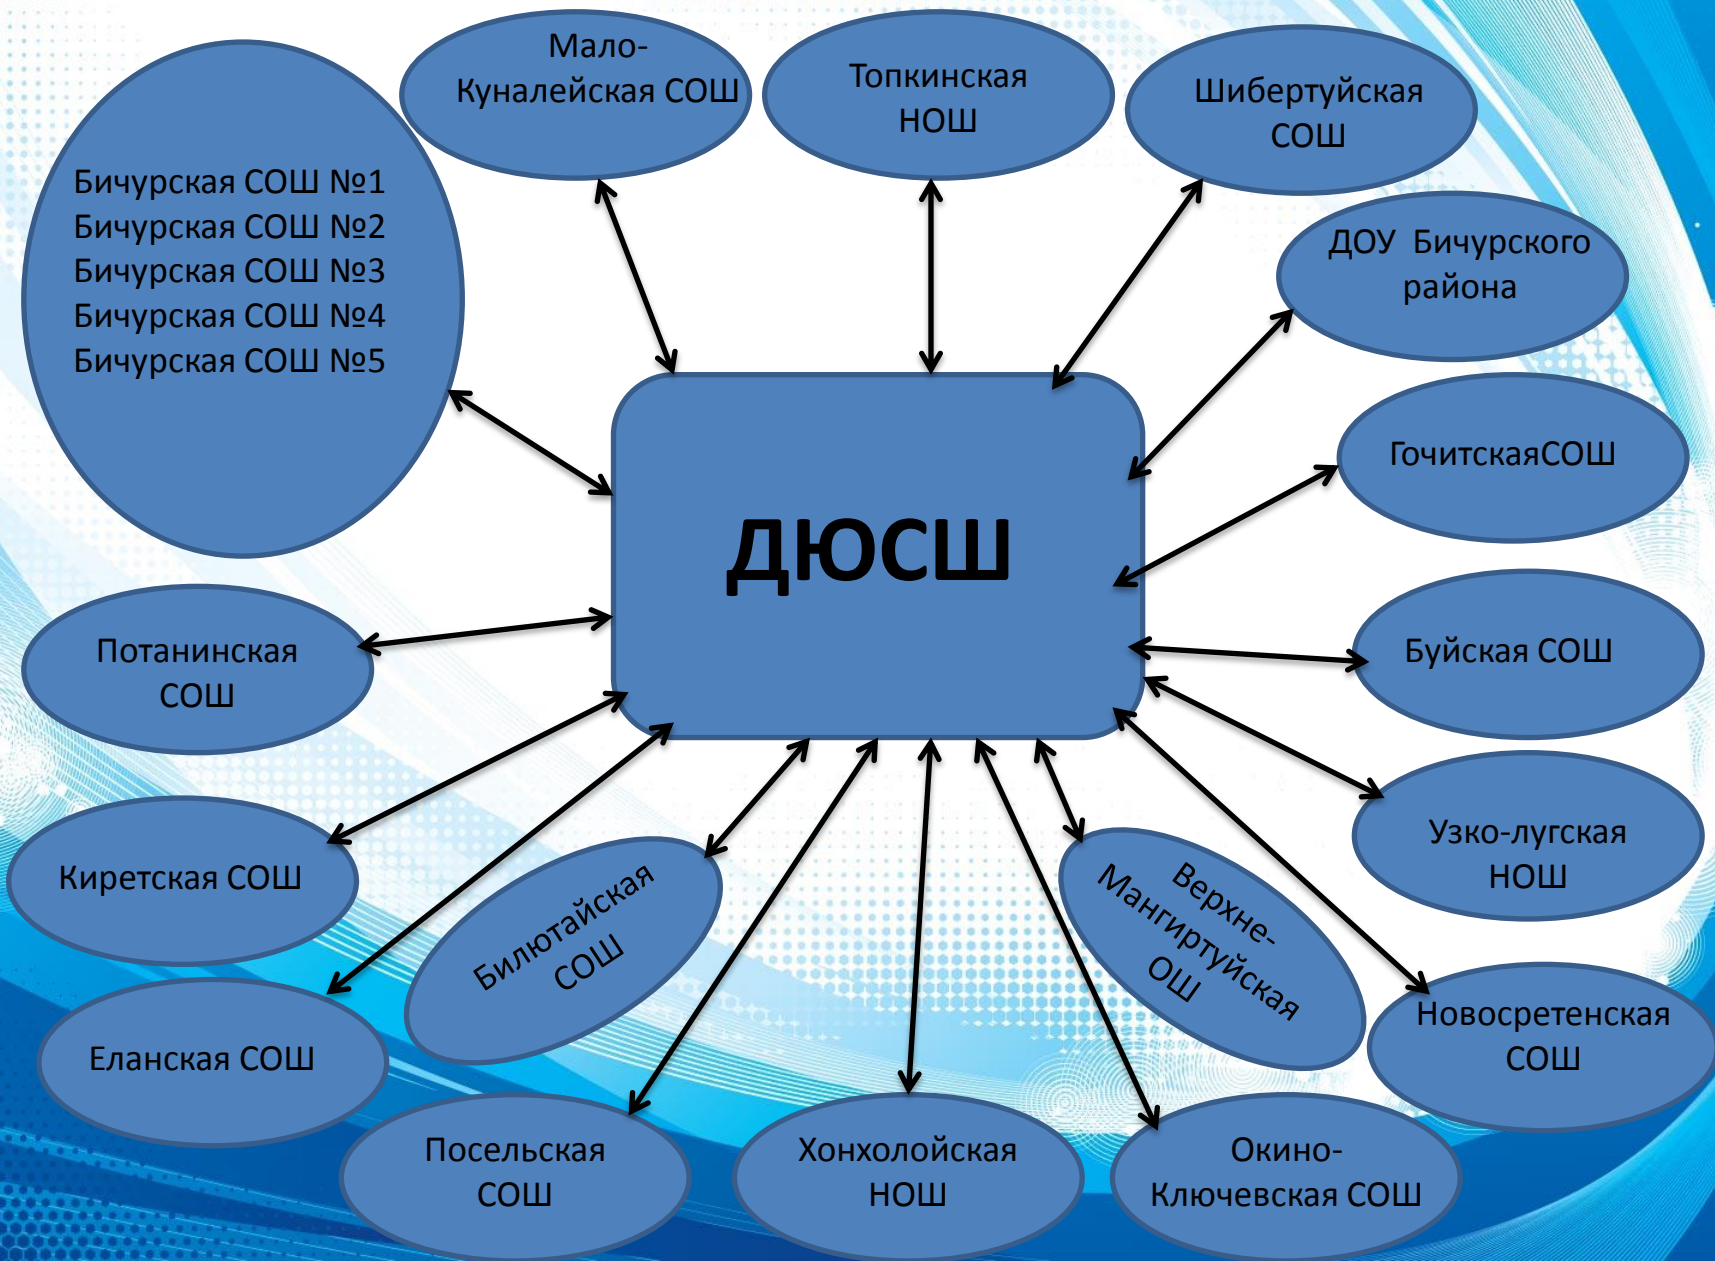 Мало-
Куналейская СОШ
Топкинская
НОШ
Шибертуйская
СОШ
Бичурская СОШ №1
Бичурская СОШ №2
Бичурская СОШ №3
Бичурская СОШ №4
Бичурская СОШ №5
ДОУ Бичурского
района
ГочитскаяСОШ
ДЮСШ
Потанинская
СОШ
Буйская СОШ
Узко-лугская
НОШ
Киретская СОШ
Билютайская
СОШ
Верхне-
Мангиртуйская
ОШ
Новосретенская
СОШ
Еланская СОШ
Посельская
СОШ
Хонхолойская
НОШ
Окино-
Ключевская СОШ